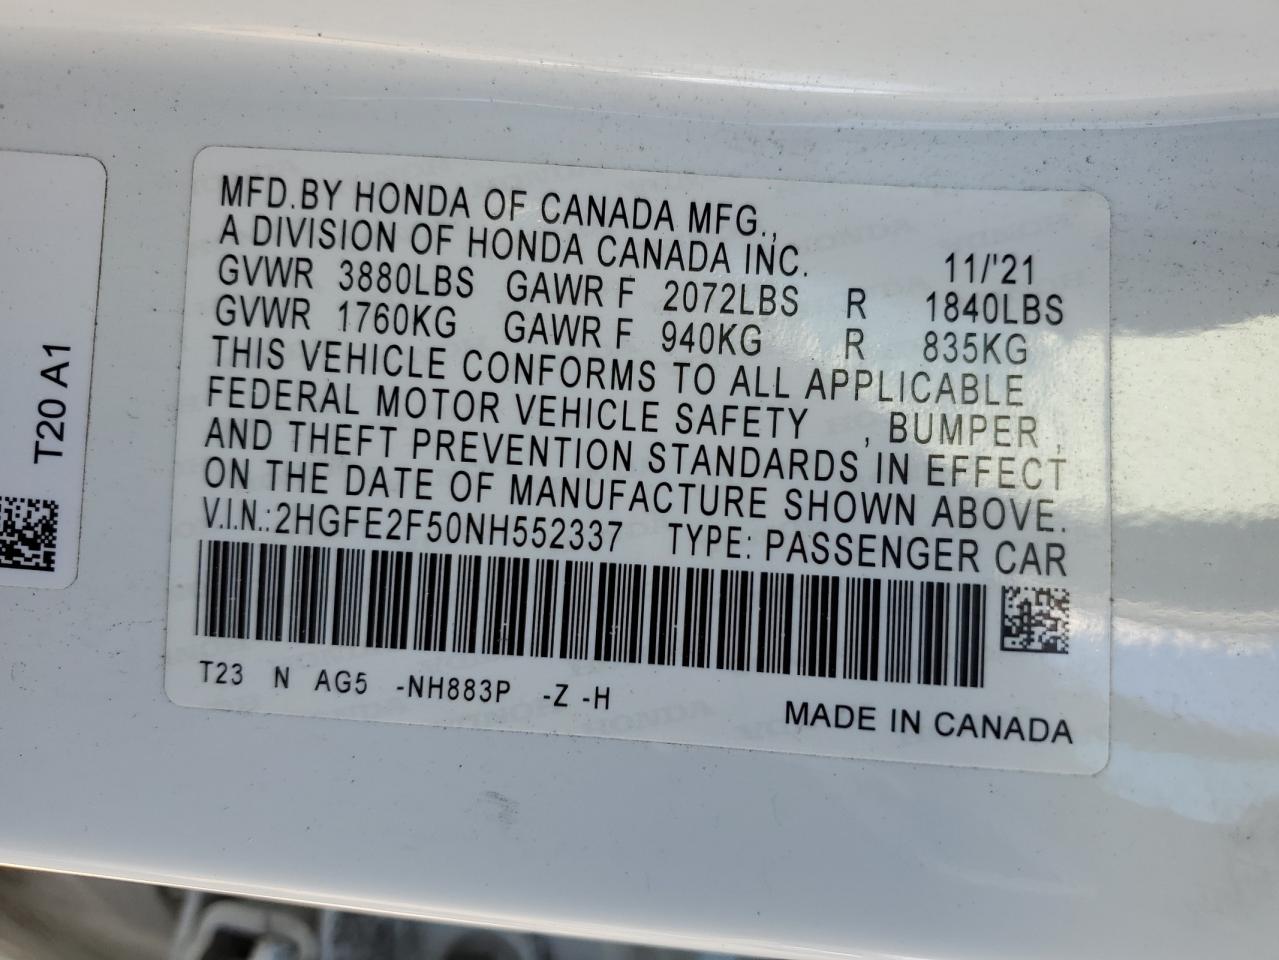 T20 A1
MFD.BY HONDA OF CANADA MFG.,
A DIVISION OF HONDA CANADA INC. 11/'21
GVWR 3880LBS GAWR F 2072LBS R 1840LBS
GVWR 1760KG GAWR F 940KG R 835KG
THIS VEHICLE CONFORMS TO ALL APPLICABLE
FEDERAL MOTOR VEHICLE SAFETY , BUMPER ,
AND THEFT PREVENTION STANDARDS IN EFFECT
ON THE DATE OF MANUFACTURE SHOWN ABOVE.
V.I.N.:2HGFE2F50NH552337 TYPE: PASSENGER CAR
T23 N AG5 -NH883P -Z -H
MADE IN CANADA